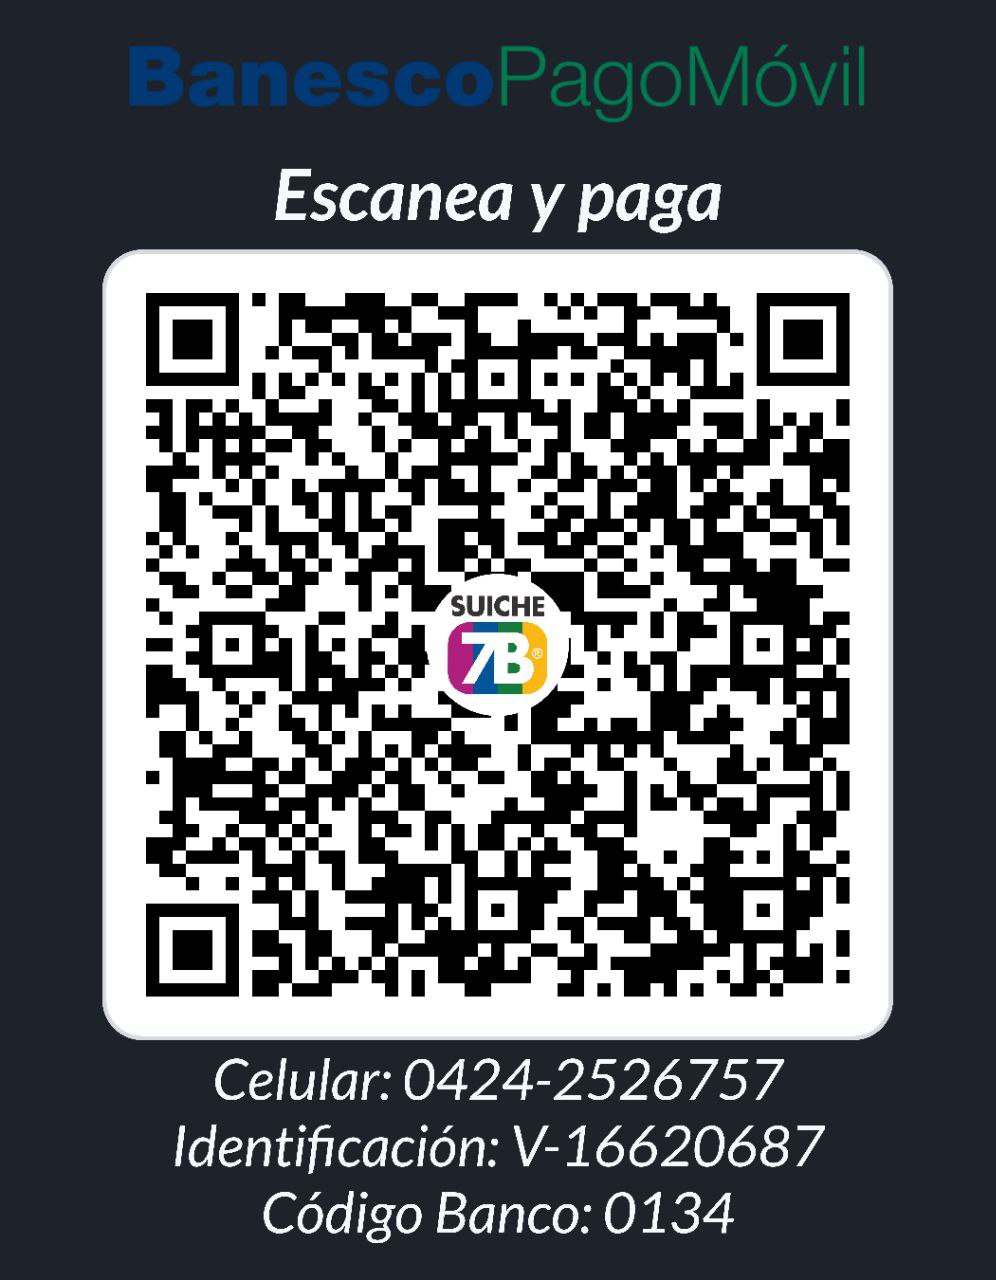 BanescoPagoMóvil
Escanea y paga
SUICHE
7B®
Celular: 0424-2526757
Identificación: V-16620687
Código Banco: 0134